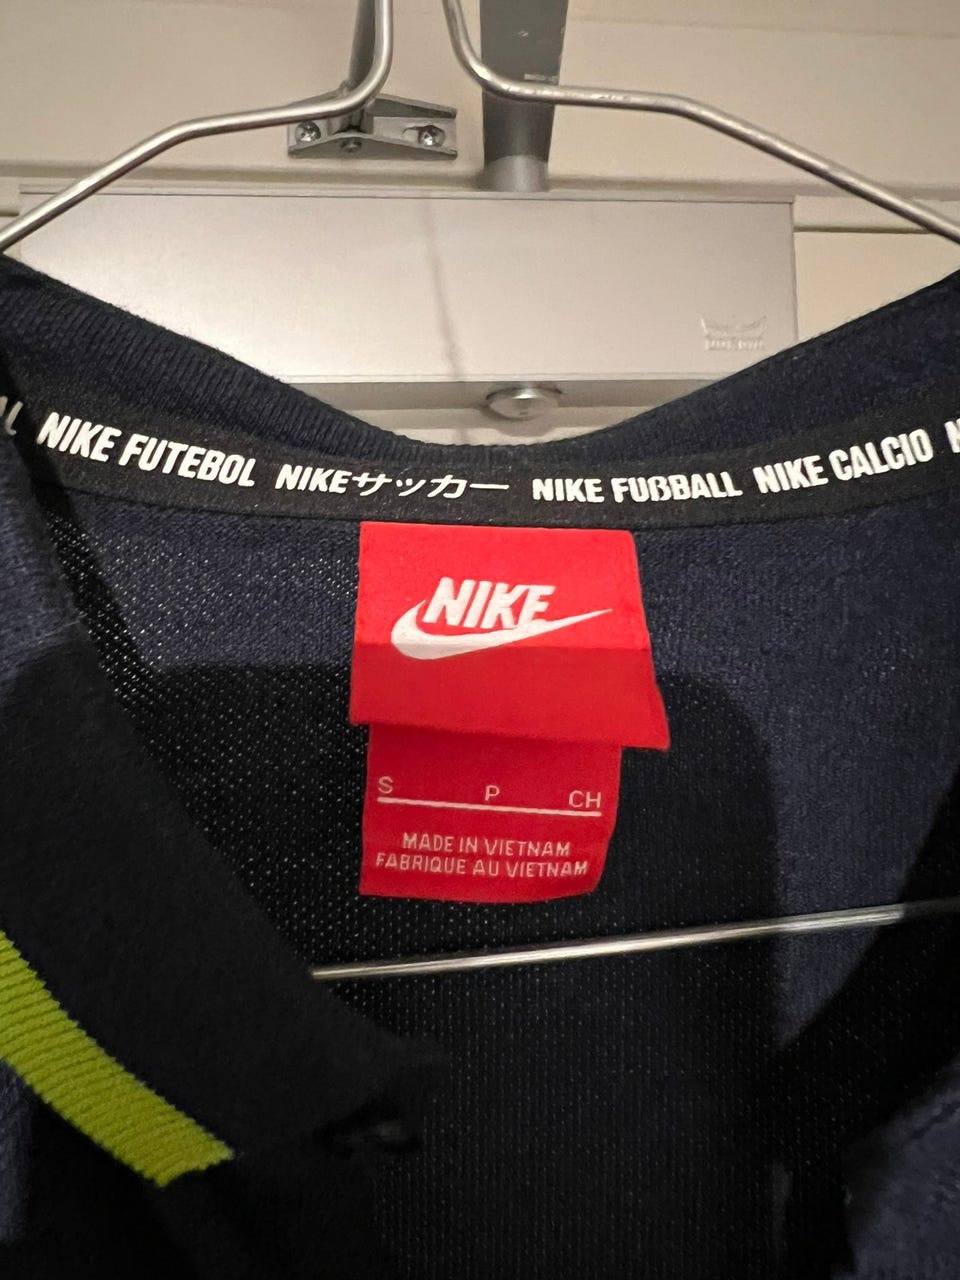 NIKE FUTEBOL NIKEサッカー NIKE FUßBALL NIKE CALCIO
NIKE
S P CH
MADE IN VIETNAM
FABRIQUE AU VIETNAM